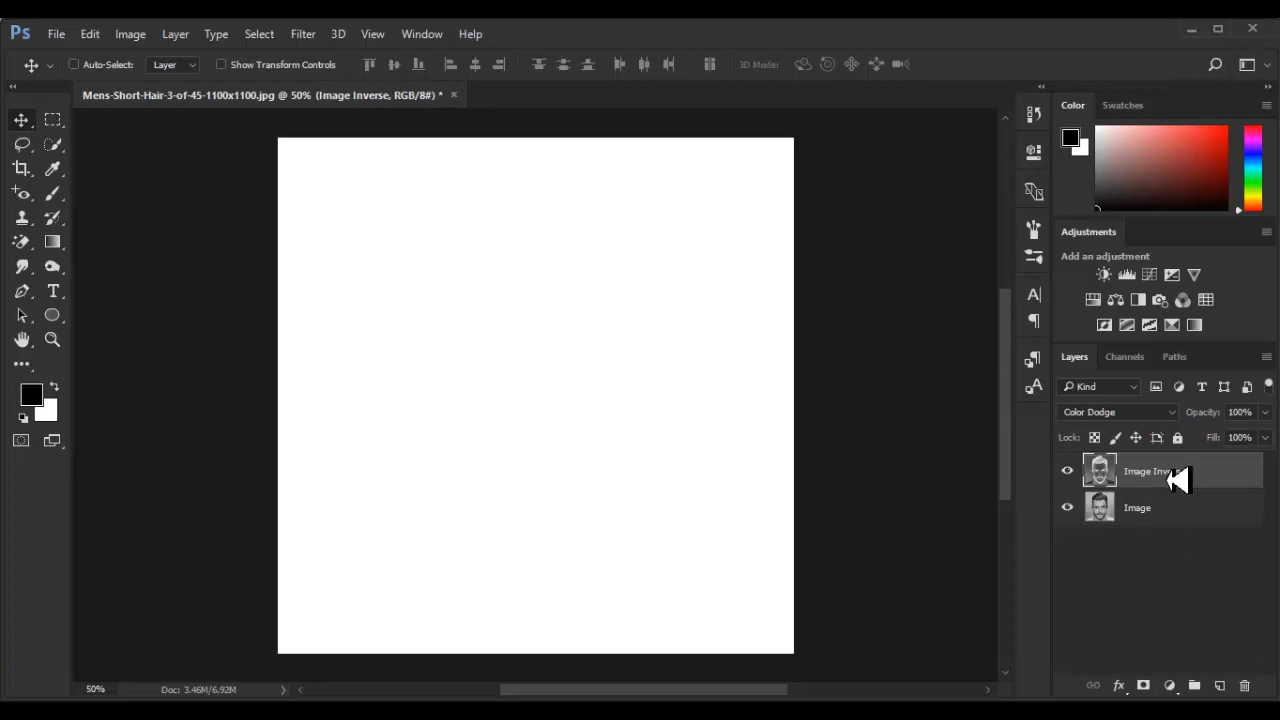 Ps File Edit Image Layer Type Select Filter 3D View Window Help
Auto-Select: Layer Show Transform Controls 3D Mode:
Mens-Short-Hair-3-of-45-1100x1100.jpg @ 50% (Image Inverse, RGB/8#) *
Color Swatches
Adjustments
Add an adjustment
Layers Channels Paths
Kind
Color Dodge Opacity: 100%
Lock: Fill: 100%
Image
Image
50% Doc: 3.46M/6.92M